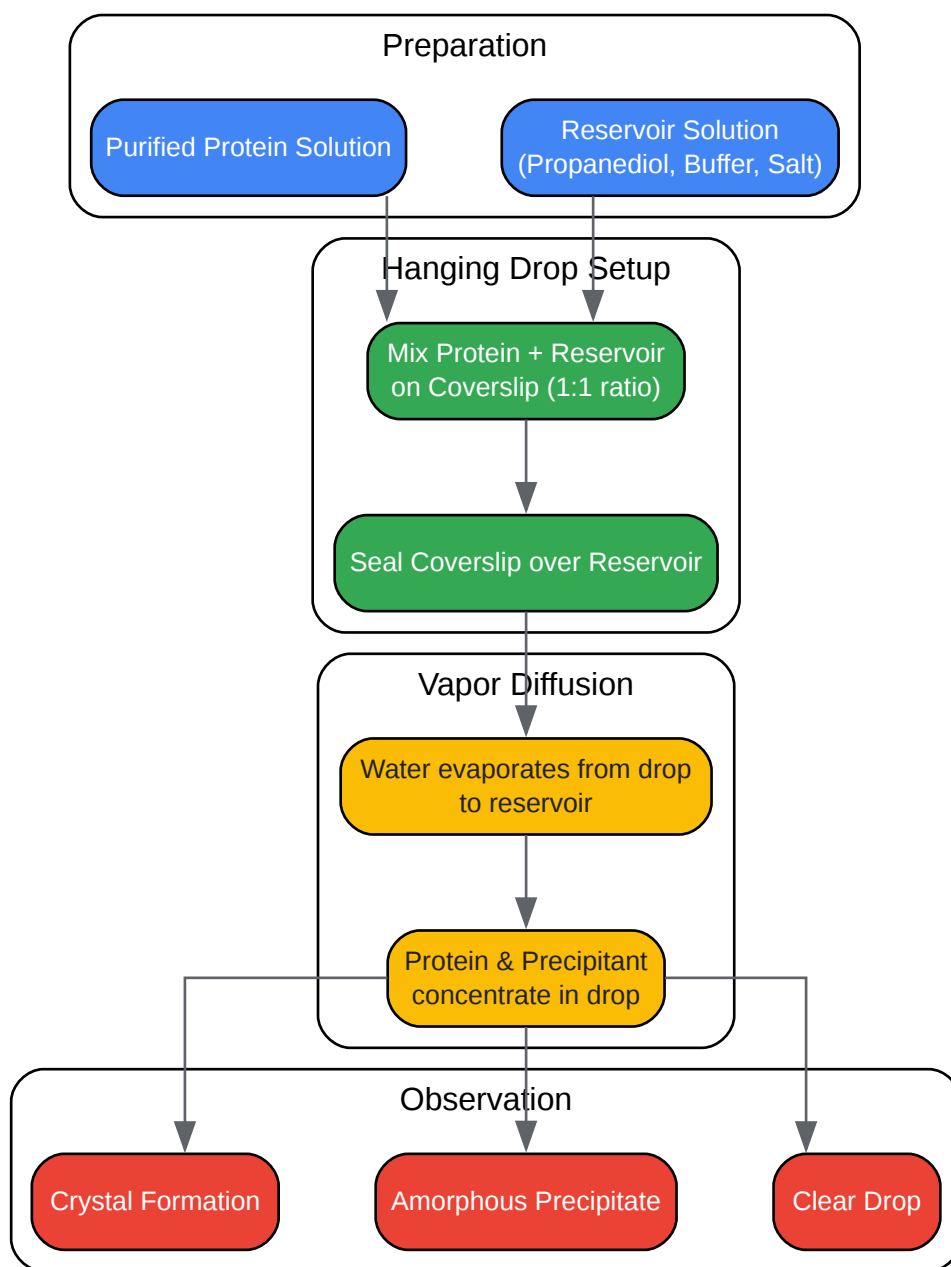 Preparation
Purified Protein Solution
Reservoir Solution
(Propanediol, Buffer, Salt)
Hanging Drop Setup
Mix Protein + Reservoir
on Coverslip (1:1 ratio)
Seal Coverslip over Reservoir
Vapor Diffusion
Water evaporates from drop
to reservoir
Protein & Precipitant
concentrate in drop
Observation
Crystal Formation
Amorphous Precipitate
Clear Drop